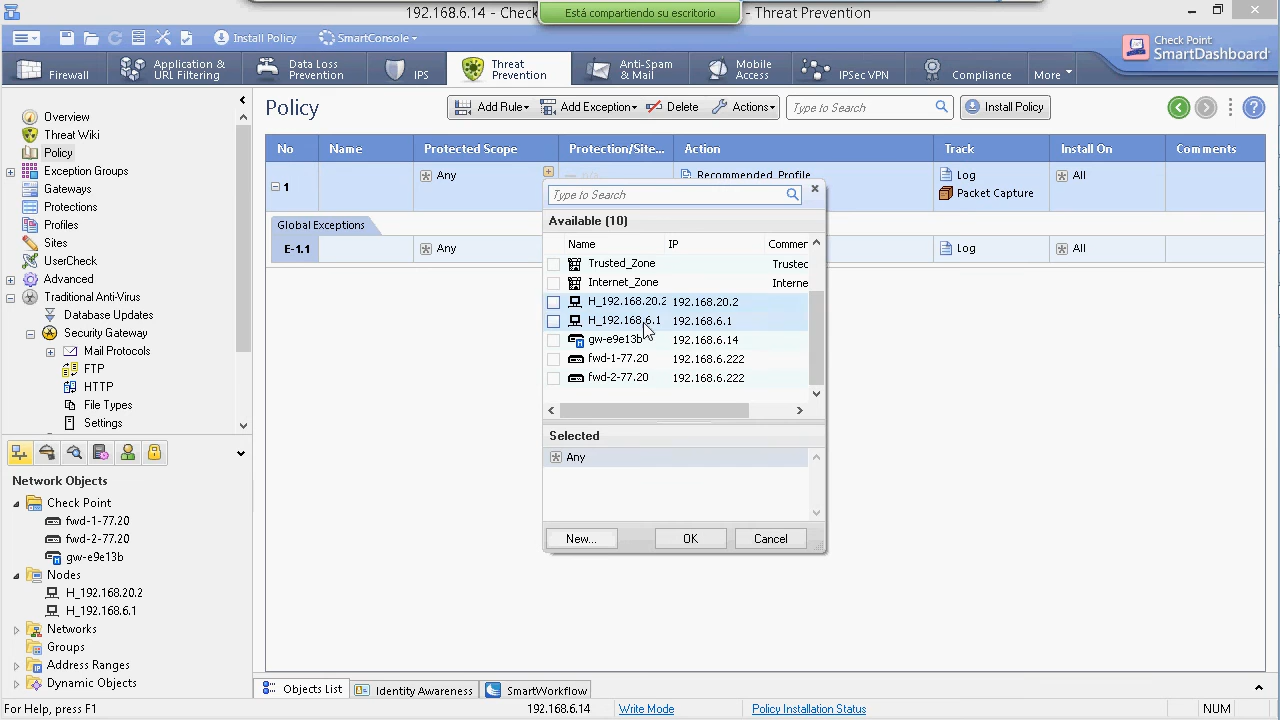 192.168.6.14 - Check
- Threat Prevention
Está compartiendo su escritorio
Install Policy
SmartConsole
Check Point
SmartDashboard
Firewall
Application &
URL Filtering
Data Loss
Prevention
IPS
Threat
Prevention
Anti-Spam
& Mail
Mobile
Access
IPSec VPN
Compliance
More
Overview
Threat Wiki
Policy
Exception Groups
Gateways
Protections
Profiles
Sites
UserCheck
Advanced
Traditional Anti-Virus
Database Updates
Security Gateway
Mail Protocols
FTP
HTTP
File Types
Settings
Network Objects
Check Point
fwd-1-77.20
fwd-2-77.20
gw-e9e13b
Nodes
H_192.168.20.2
H_192.168.6.1
Networks
Groups
Address Ranges
Dynamic Objects
Policy
Add Rule
Add Exception
Delete
Actions
Type to Search
Install Policy
No Name Protected Scope Protection/Site... Action Track Install On Comments
1 Any n/a Recommended_Profile Log All
Packet Capture
Global Exceptions
E-1.1 Any Log All
Type to Search
Available (10)
Name IP Commer
Trusted_Zone Trustec
Internet_Zone Interne
H_192.168.20.2 192.168.20.2
H_192.168.6.1 192.168.6.1
gw-e9e13b 192.168.6.14
fwd-1-77.20 192.168.6.222
fwd-2-77.20 192.168.6.222
Selected
Any
New... OK Cancel
Objects List Identity Awareness SmartWorkflow
For Help, press F1 192.168.6.14 Write Mode Policy Installation Status NUM